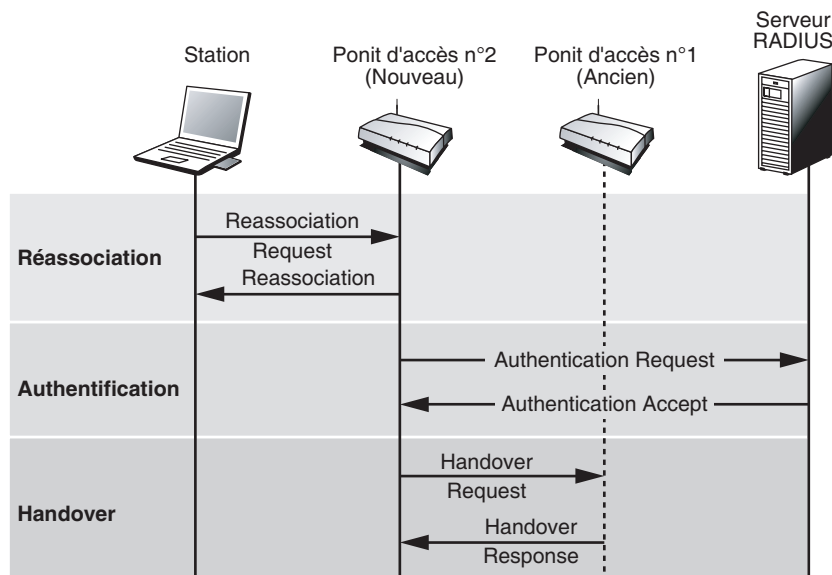 Serveur
RADIUS
Station
Ponit d'accès n°2
(Nouveau)
Ponit d'accès n°1
(Ancien)
Réassociation
Reassociation
Request
Reassociation
Authentification
Authentication Request
Authentication Accept
Handover
Handover
Request
Handover
Response